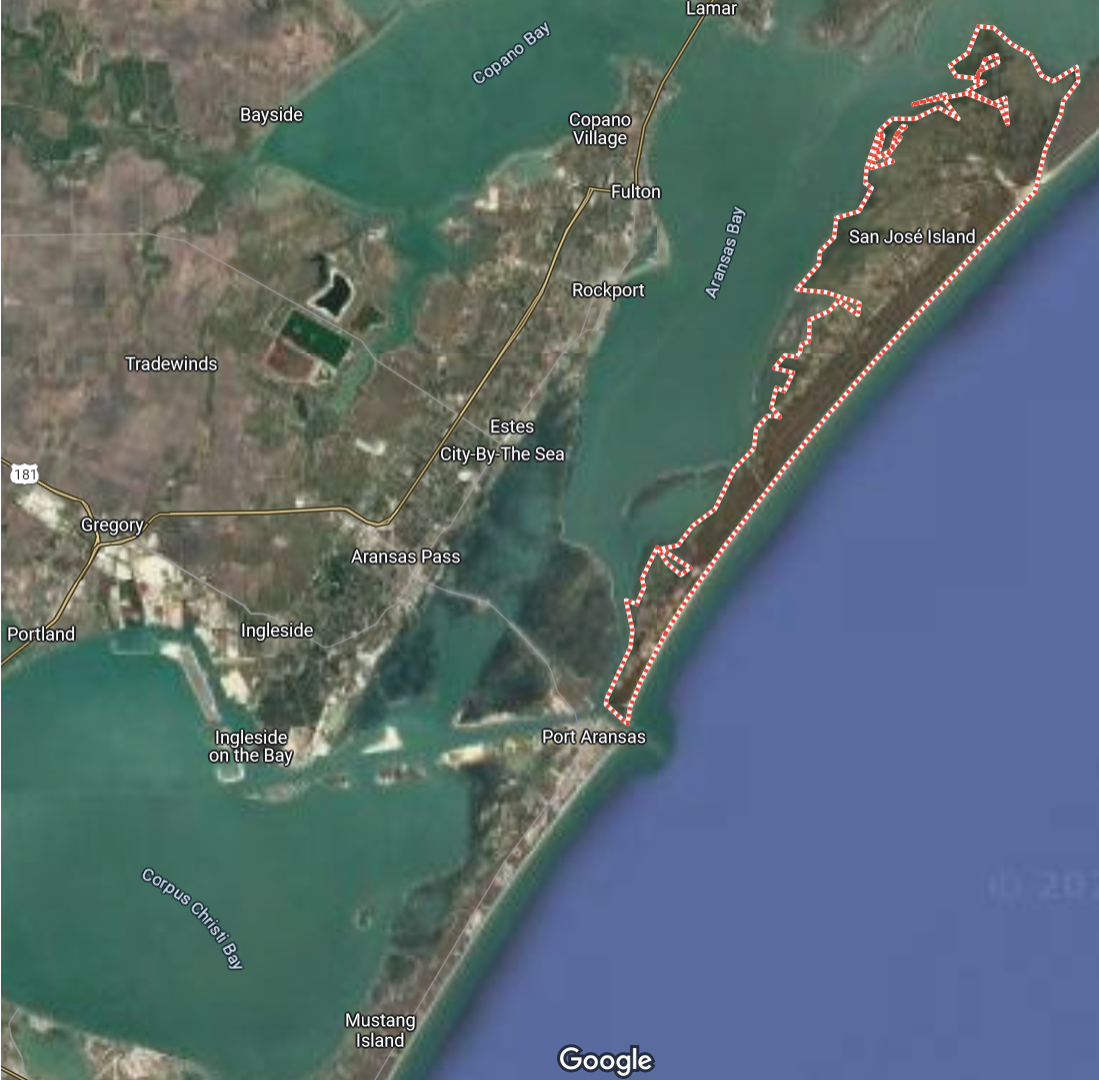 Lamar
Copano Bay
Bayside
Copano
Village
Fulton
Aransas Bay
San José Island
Rockport
Tradewinds
Estes
City-By-The Sea
181
Gregory
Aransas Pass
Portland
Ingleside
Ingleside
on the Bay
Port Aransas
Corpus Christi Bay
Mustang
Island
Google